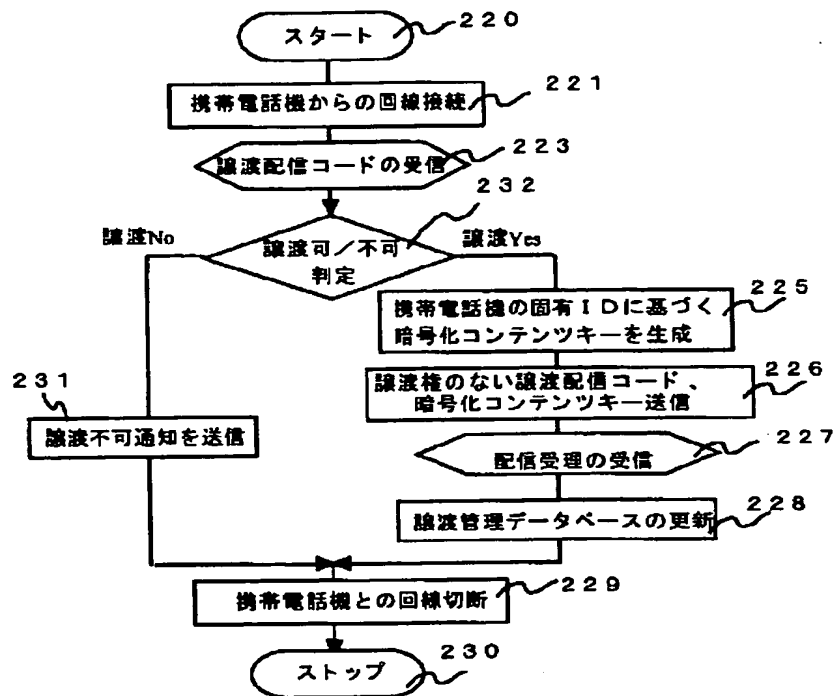 スタート
220
携帯電話機からの回線接続
221
譲渡配信コードの受信
223
232
譲渡No
譲渡可／不可
判定
譲渡Yes
携帯電話機の固有IDに基づく
暗号化コンテンツキーを生成
225
譲渡権のない譲渡配信コード、
暗号化コンテンツキー送信
226
231
譲渡不可通知を送信
配信受理の受信
227
譲渡管理データベースの更新
228
携帯電話機との回線切断
229
ストップ
230